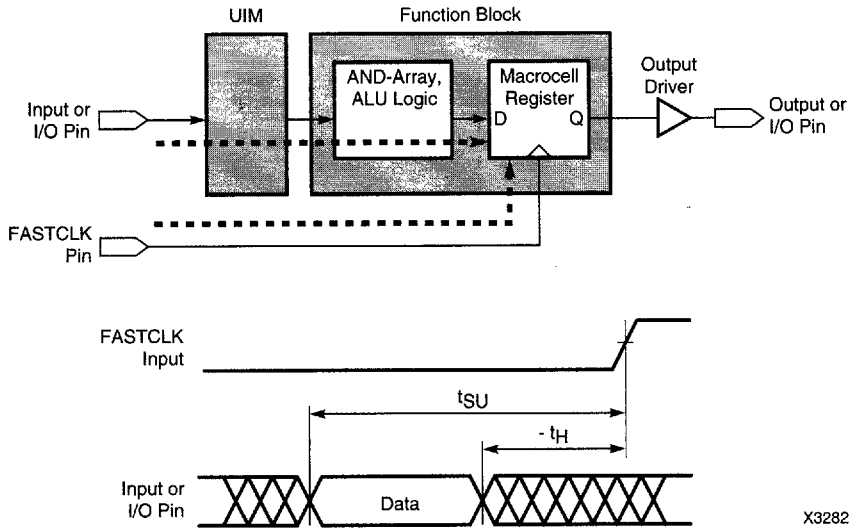 UIM
Function Block
AND-Array,
ALU Logic
Macrocell
Register
D
Q
Output
Driver
Input or
I/O Pin
Output or
I/O Pin
FASTCLK
Pin
FASTCLK
Input
tSU
- tH
Input or
I/O Pin
Data
X3282